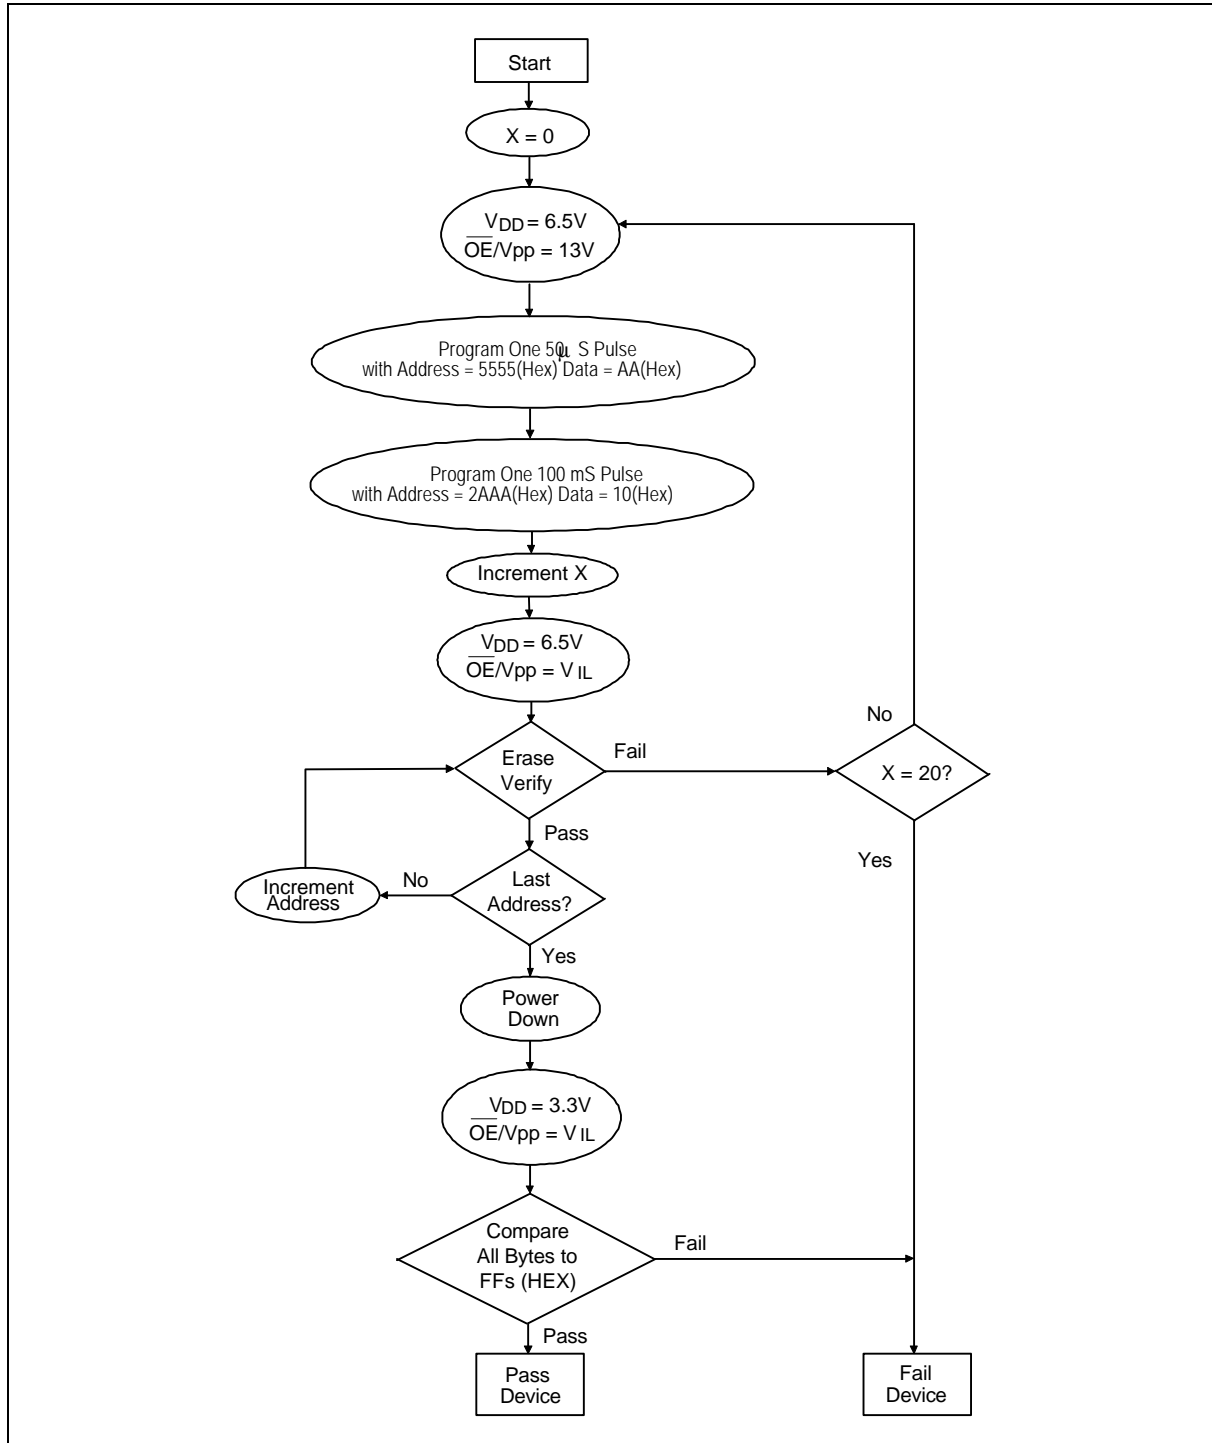 Start
X = 0
VDD = 6.5V
OE/Vpp = 13V
Program One 50μ S Pulse
with Address = 5555(Hex) Data = AA(Hex)
Program One 100 mS Pulse
with Address = 2AAA(Hex) Data = 10(Hex)
Increment X
VDD = 6.5V
OE/Vpp = VIL
No
Erase
Verify
Fail
X = 20?
Pass
Yes
Increment
Address
No
Last
Address?
Yes
Power
Down
VDD = 3.3V
OE/Vpp = VIL
Compare
All Bytes to
FFs (HEX)
Fail
Pass
Pass
Device
Fail
Device